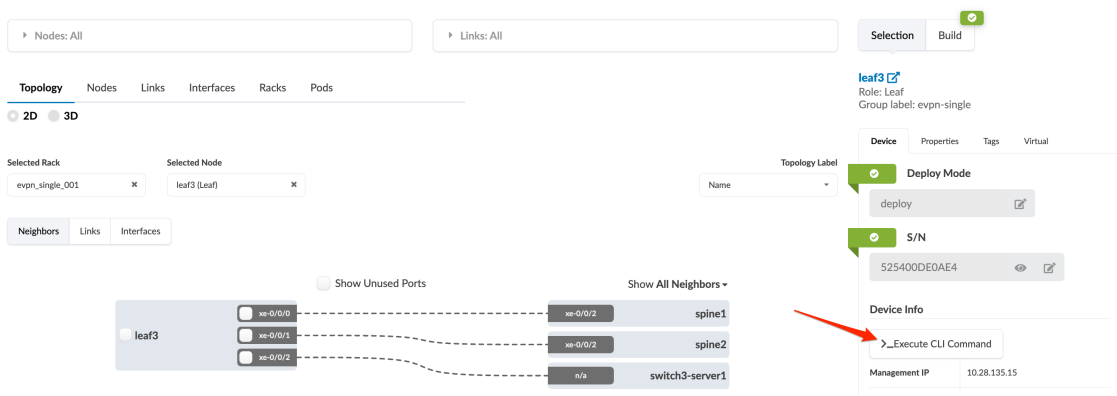 Nodes: All
Links: All
Selection
Build
leaf3
Role: Leaf
Group label: evpn-single
Topology
Nodes
Links
Interfaces
Racks
Pods
2D
3D
Selected Rack
Selected Node
Topology Label
evpn_single_001
leaf3 (Leaf)
Name
Neighbors
Links
Interfaces
Show Unused Ports
Show All Neighbors
leaf3
xe-0/0/0
xe-0/0/1
xe-0/0/2
xe-0/0/2
spine1
xe-0/0/2
spine2
n/a
switch3-server1
Device
Properties
Tags
Virtual
Deploy Mode
deploy
S/N
525400DE0AE4
Device Info
>_Execute CLI Command
Management IP
10.28.135.15